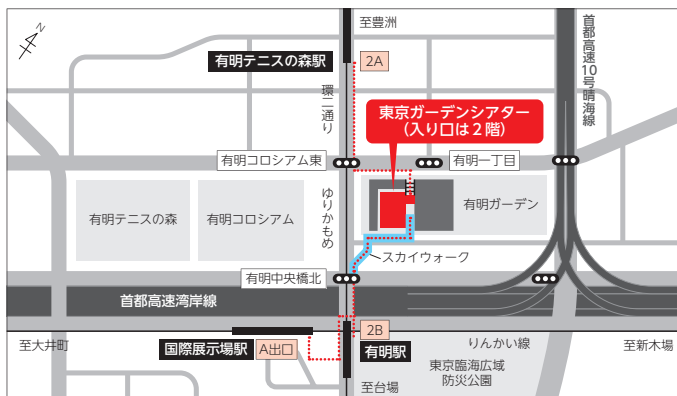 N
至豊洲
有明テニスの森駅
2A
環二通り
首都高速10号晴海線
東京ガーデンシアター
（入り口は２階）
有明コロシアム東
有明一丁目
有明テニスの森
有明コロシアム
ゆりかもめ
有明ガーデン
スカイウォーク
有明中央橋北
首都高速湾岸線
至大井町
国際展示場駅
A出口
2B
有明駅
りんかい線
至新木場
東京臨海広域
防災公園
至台場